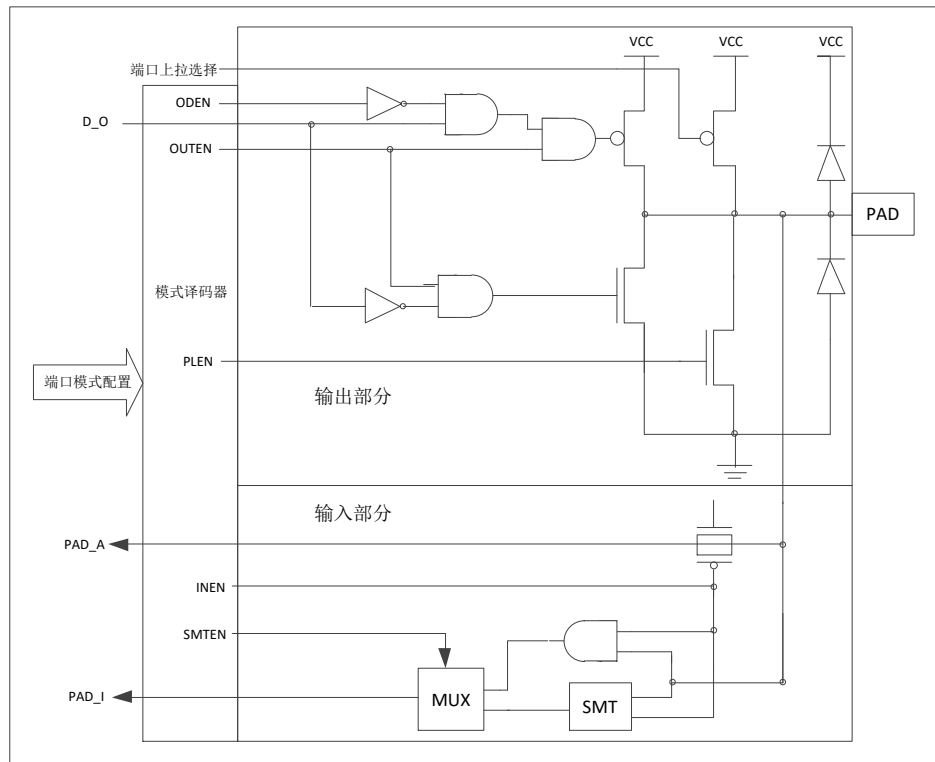 VCC
VCC
VCC
端口上拉选择
ODEN
D_O
OUTEN
PAD
模式译码器
PLEN
端口模式配置
输出部分
输入部分
PAD_A
INEN
SMTEN
MUX
SMT
PAD_I